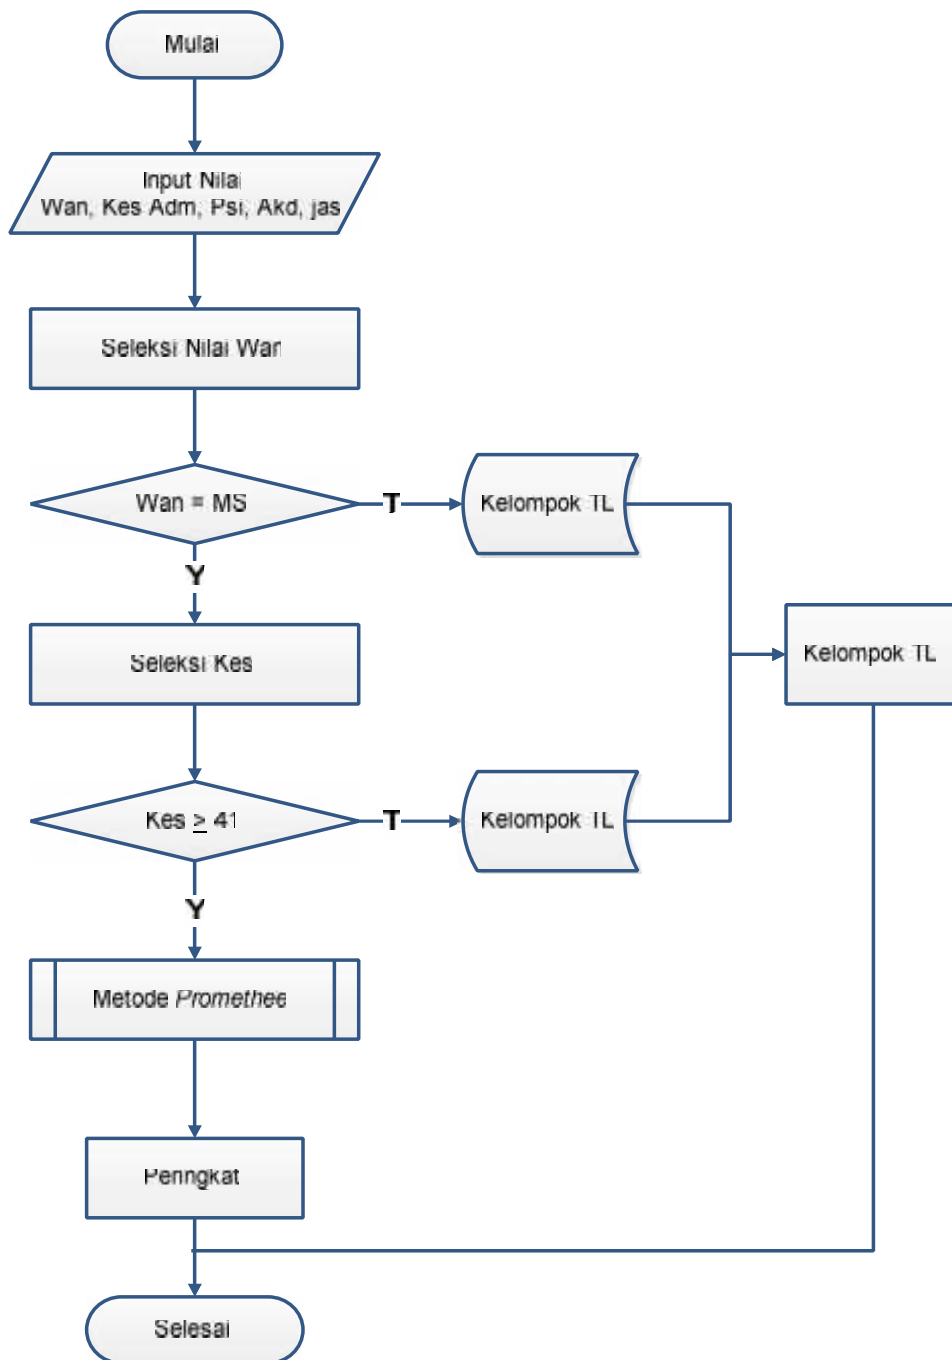 Mulai
Input Nilai
Wan, Kes Adm, Psi, Akd, jas
Seleksi Nilai Wan
Wan = MS
T
Kelompok TL
Y
Seleksi Kes
Kelompok TL
Kes ≥ 41
T
Kelompok TL
Y
Metode Promethee
Peringkat
Selesai